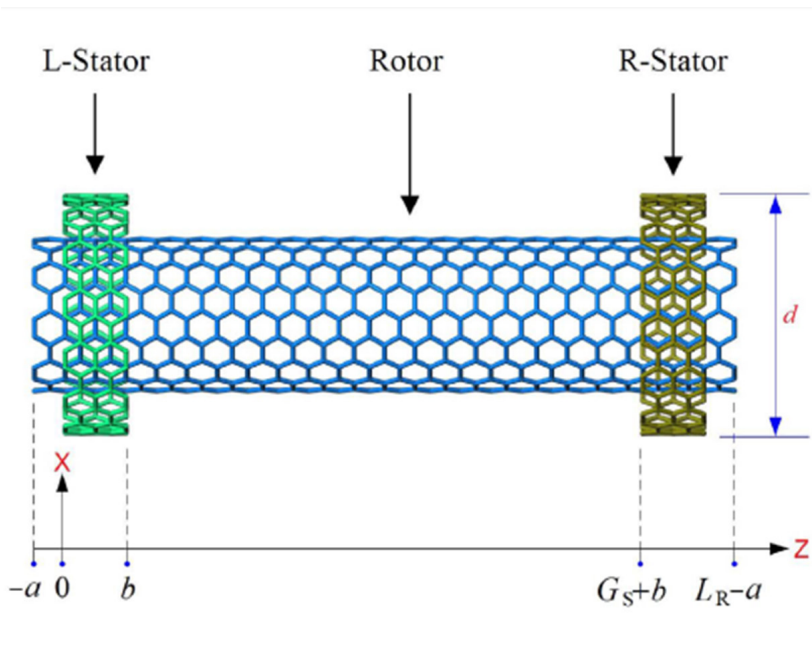 L-Stator Rotor R-Stator
d
X
Z
−a 0 b G_S+b L_R−a